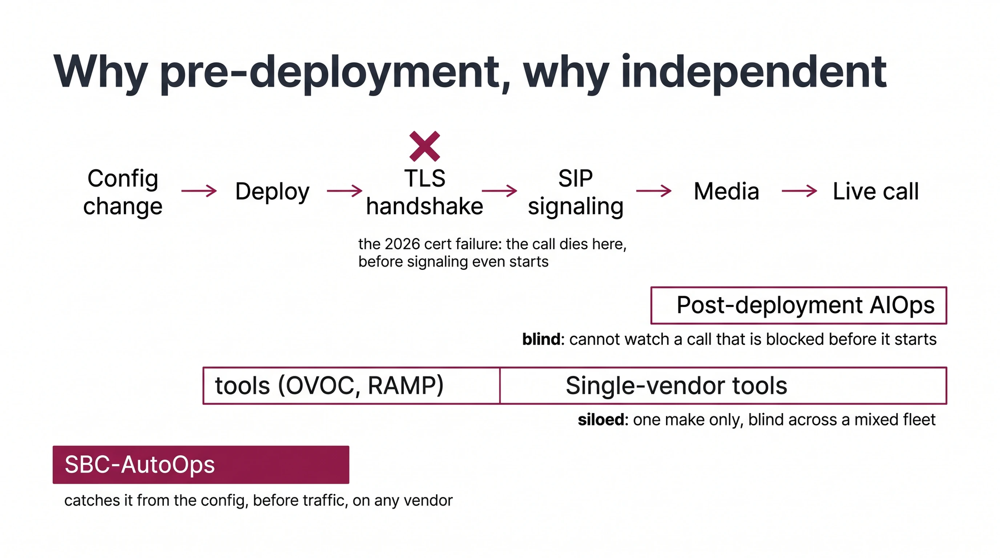 Why pre-deployment, why independent
Config
change
Deploy
TLS
handshake
SIP
signaling
Media
Live call
the 2026 cert failure: the call dies here,
before signaling even starts
Post-deployment AIOps
blind: cannot watch a call that is blocked before it starts
tools (OVOC, RAMP)
Single-vendor tools
siloed: one make only, blind across a mixed fleet
SBC-AutoOps
catches it from the config, before traffic, on any vendor